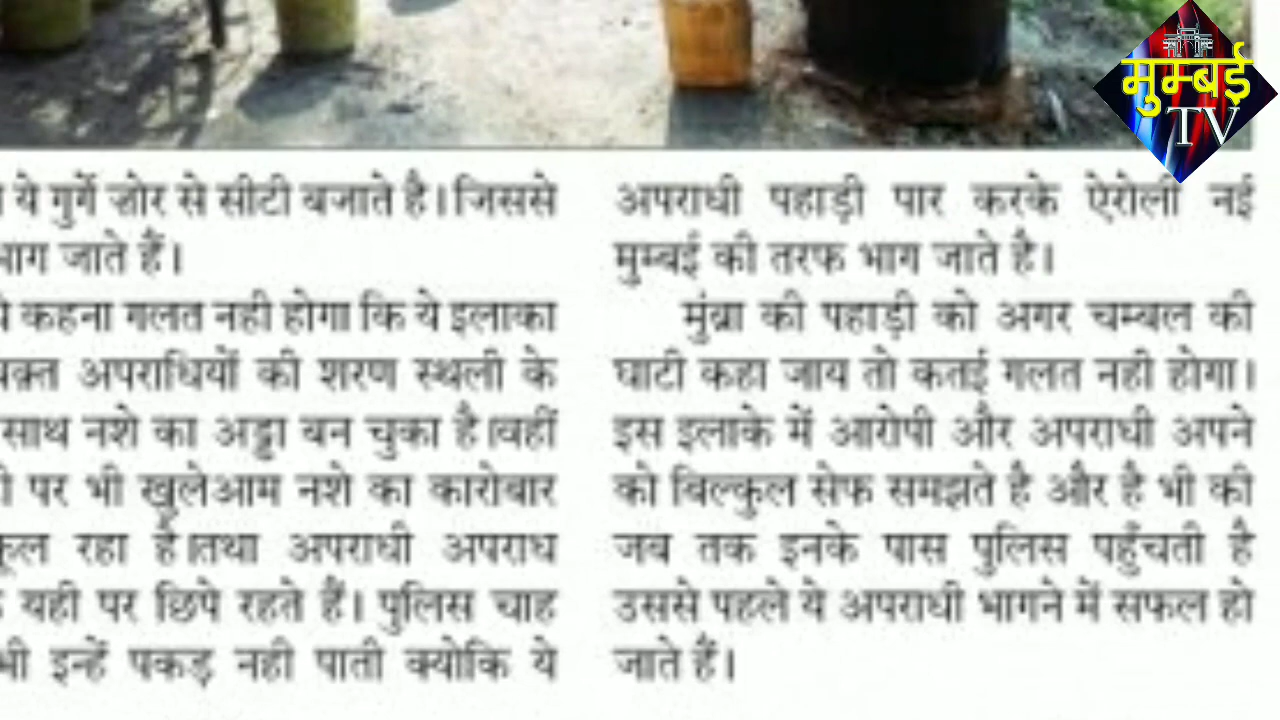 ये गुर्गे ज़ोर से सीटी बजाते है। जिससे
भाग जाते हैं।
कहना गलत नही होगा कि ये इलाका
अपराधियों की शरण स्थली के
साथ नशे का अड्डा बन चुका है।वहीं
पर भी खुलेआम नशे का कारोबार
रहा है।तथा अपराधी अपराध
यही पर छिपे रहते हैं। पुलिस चाह
भी इन्हें पकड़ नही पाती क्योकि ये
अपराधी पहाड़ी पार करके ऐरोली नई
मुम्बई की तरफ भाग जाते है।
मुंब्रा की पहाड़ी को अगर चम्बल की
घाटी कहा जाय तो कतई गलत नही होगा।
इस इलाके में आरोपी और अपराधी अपने
को बिल्कुल सेफ समझते है और है भी की
जब तक इनके पास पुलिस पहुँचती है
उससे पहले ये अपराधी भागने में सफल हो
जाते हैं।
मुम्बई
TV